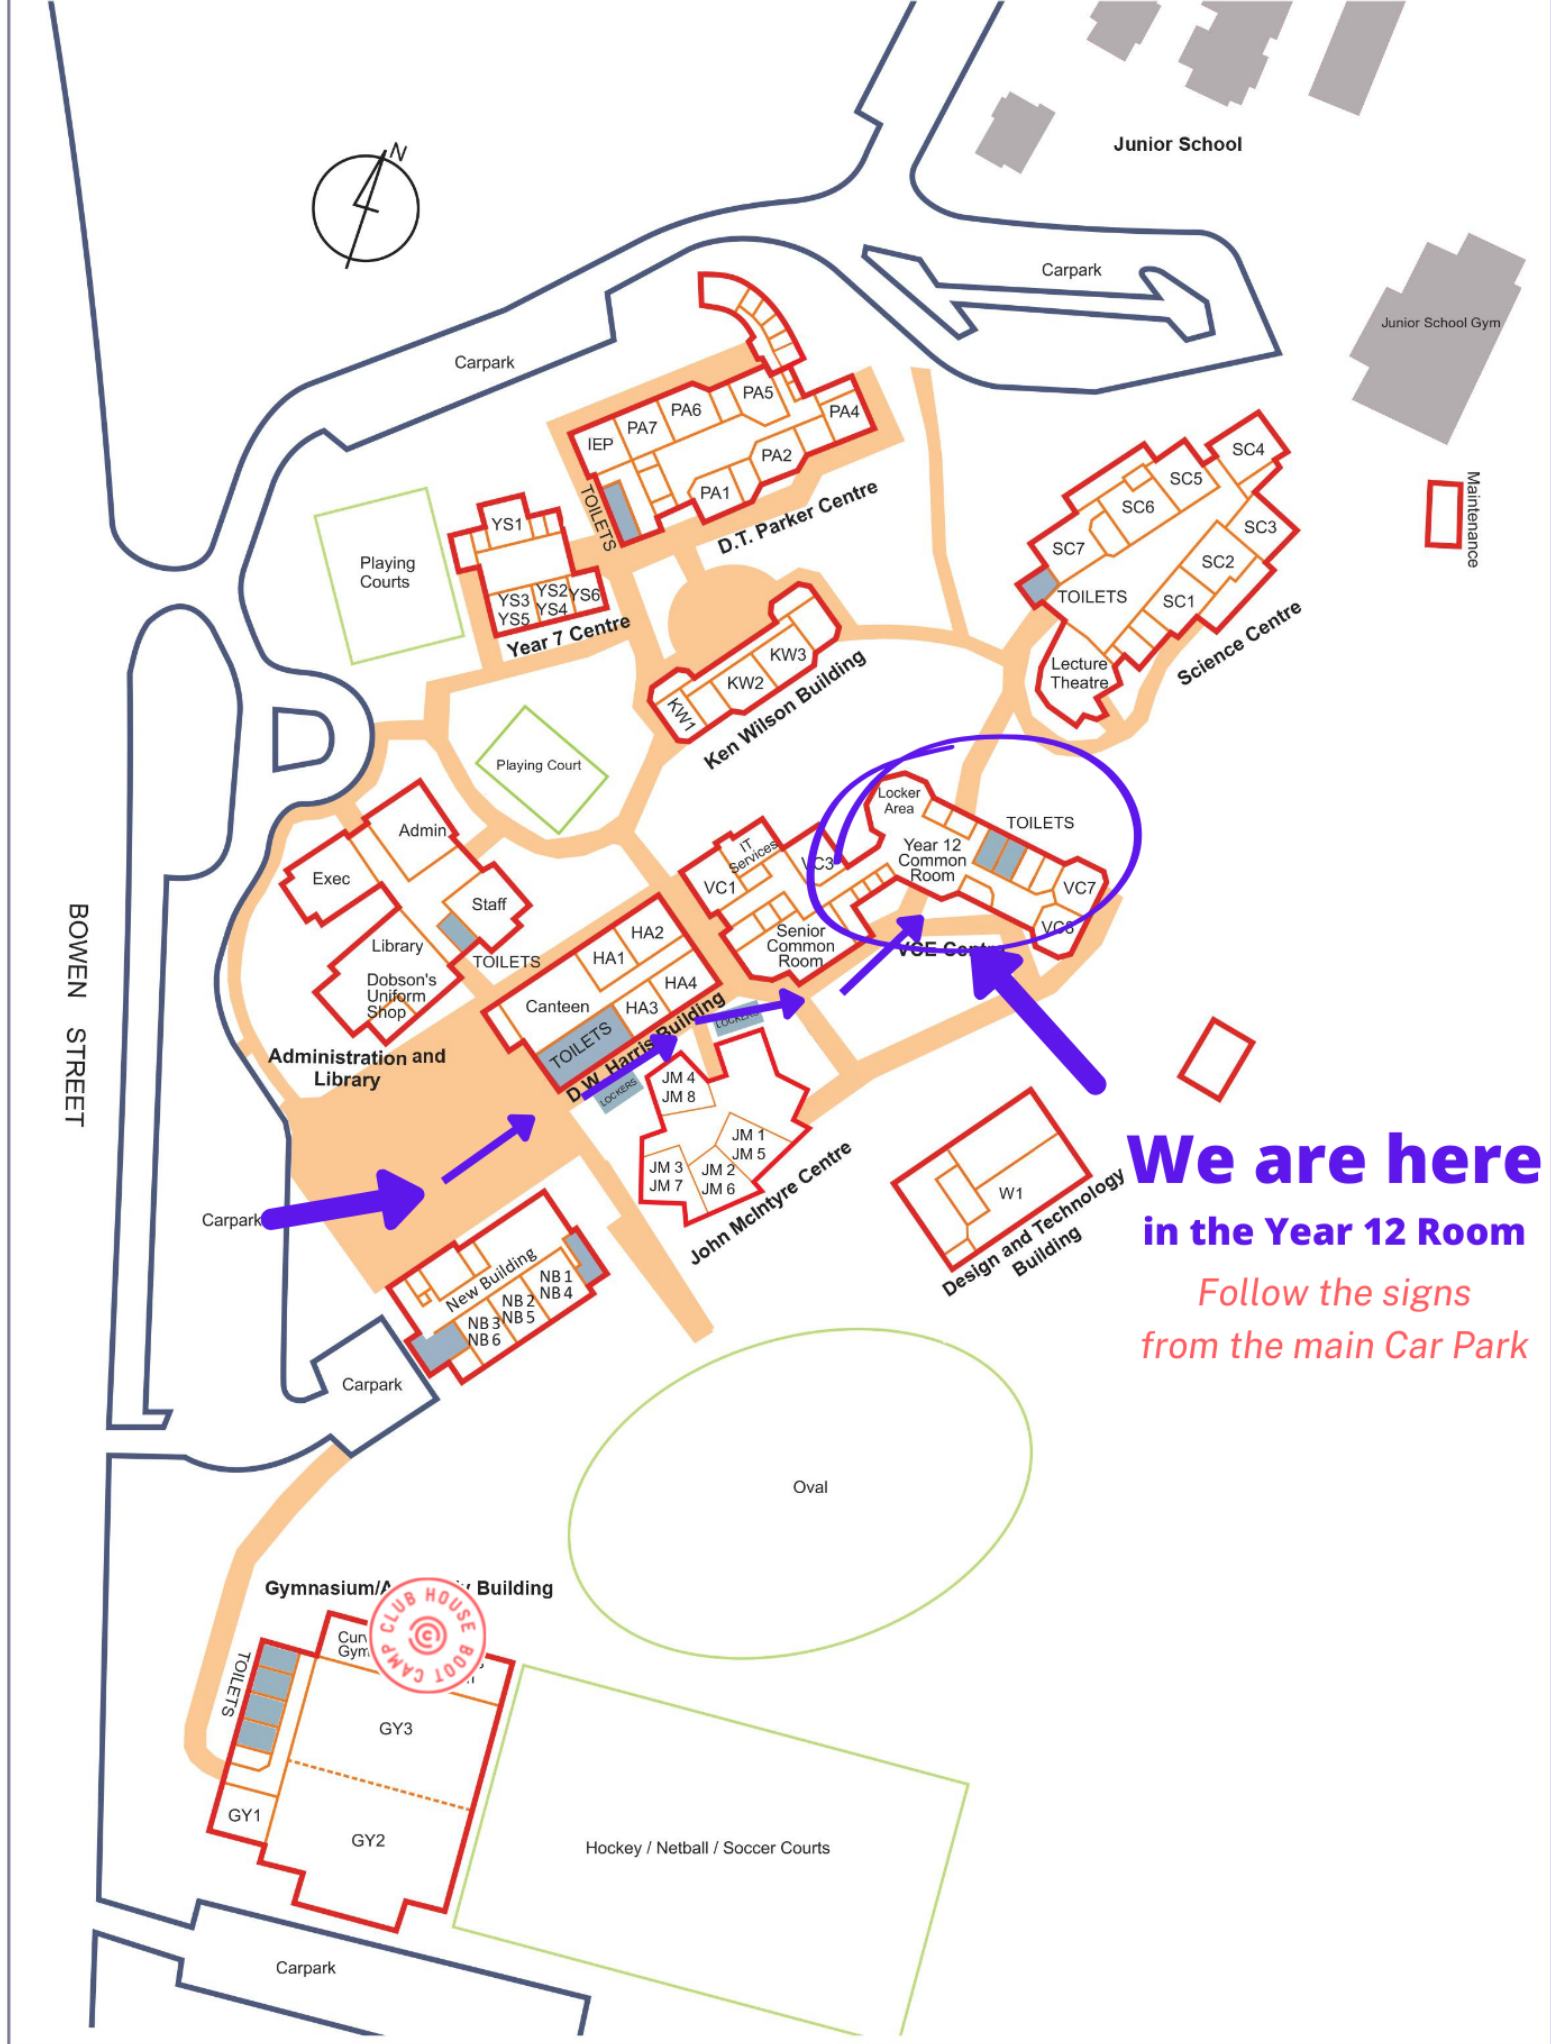 Junior School
N
Carpark
Junior School Gym
Carpark
PA5
PA6
PA4
PA7
IEP
PA2
PA1
TOILETS
D.T. Parker Centre
SC4
SC5
SC6
SC3
SC7
SC2
TOILETS
SC1
Lecture
Theatre
Science Centre
Maintenance
YS1
YS2
YS6
YS3
YS4
YS5
Year 7 Centre
Playing
Courts
KW3
KW2
KW1
Ken Wilson Building
Playing Court
Locker
Area
TOILETS
Year 12
Common
Room
IT
Services
VC3
VC1
VC7
VC8
Senior
Common
Room
VCE Centre
Admin
Exec
Staff
Library
TOILETS
Dobson's
Uniform
Shop
Administration and
Library
HA2
HA1
HA4
Canteen
HA3
TOILETS
D.W. Harris Building
LOCKERS
LOCKERS
JM 4
JM 8
JM 1
JM 5
JM 3
JM 7
JM 2
JM 6
John McIntyre Centre
W1
Design and Technology
Building
BOWEN STREET
Carpark
New Building
NB 1
NB 4
NB 2
NB 5
NB 3
NB 6
Carpark
We are here
in the Year 12 Room
Follow the signs
from the main Car Park
Oval
Gymnasium/A
Building
CLUB HOUSE BOOT CAMP
Gym
TOILETS
GY3
GY1
GY2
Hockey / Netball / Soccer Courts
Carpark